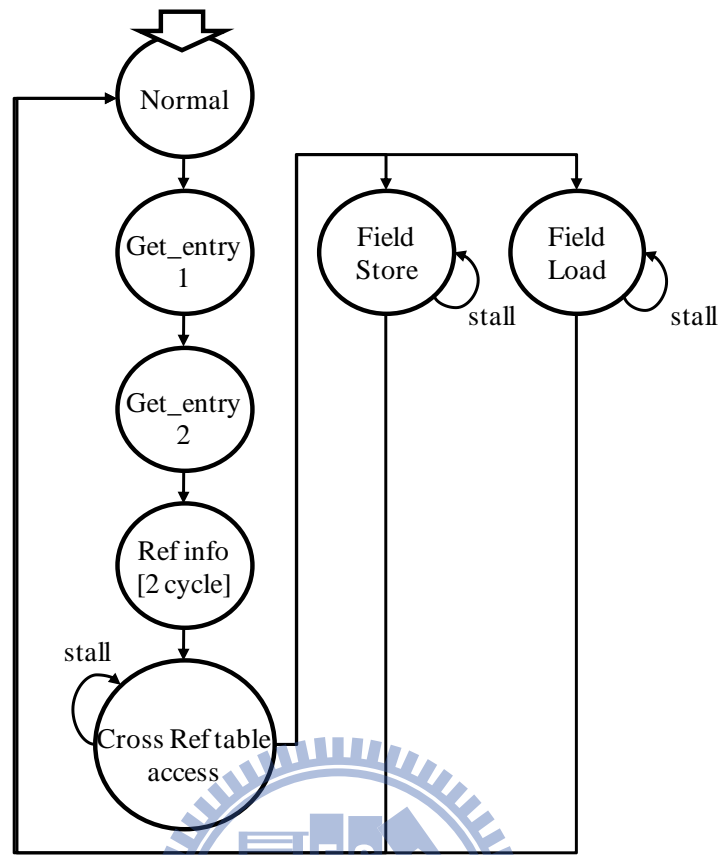 Normal
Get_entry
1
Get_entry
2
Ref info
[2 cycle]
stall
Cross Ref table
access
Field
Store
stall
Field
Load
stall